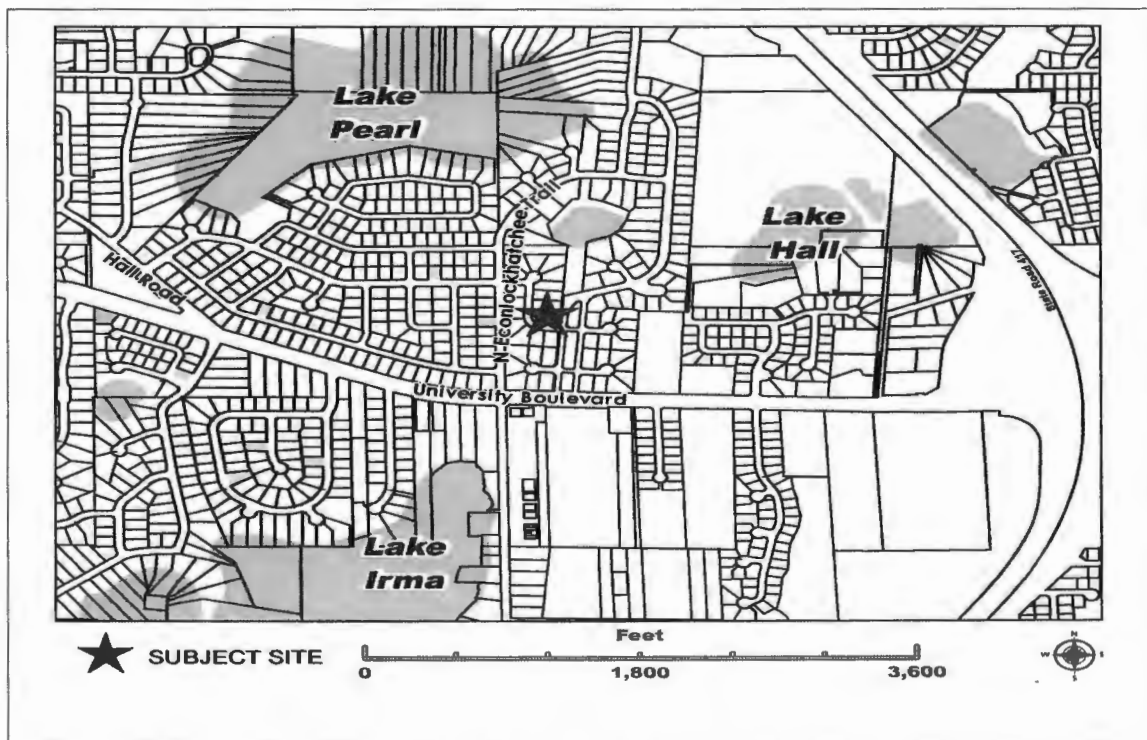 Lake
Pearl
N-Econlockhatchee Trail
Lake
Hall
Hall Road
State Road 417
University Boulevard
Lake
Irma
Feet
SUBJECT SITE
0
1,800
3,600
N
W
S